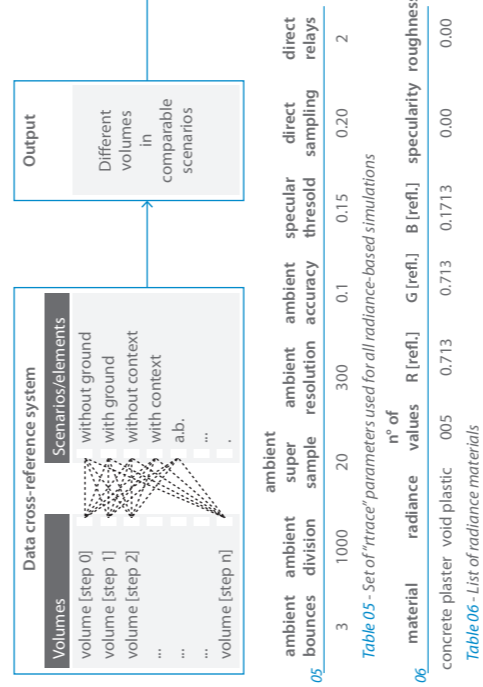 Data cross-reference system
Volumes
Scenarios/elements
volume [step 0]
volume [step 1]
volume [step 2]
...
...
...
volume [step n]
without ground
with ground
without context
with context
a.b.
...
.
Output
Different
volumes
in
comparable
scenarios
05
ambient bounces
ambient division
ambient super sample
ambient resolution
ambient accuracy
specular thresold
direct sampling
direct relays
3 1000 20 300 0.1 0.15 0.20 2
Table 05 - Set of "rtrace" parameters used for all radiance-based simulations
06
material
radiance
n° of values
R [refl.]
G [refl.]
B [refl.]
specularity
roughness
concrete plaster void plastic 005 0.713 0.713 0.1713 0.00 0.00
Table 06 - List of radiance materials